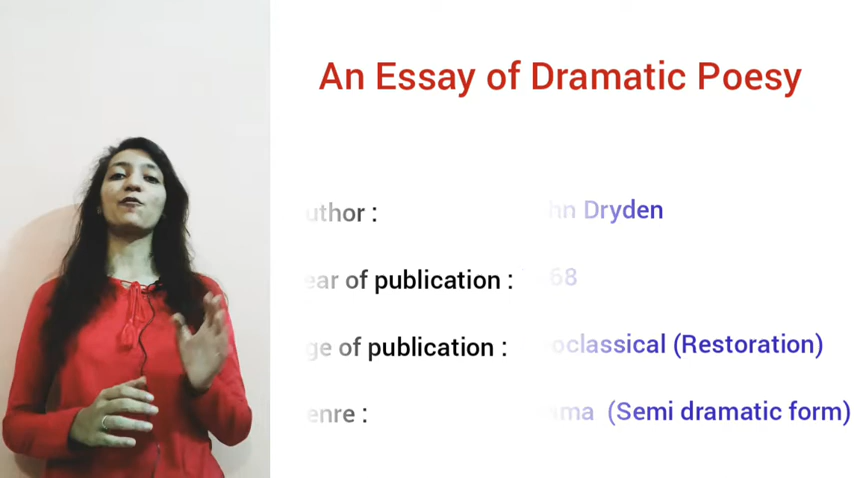 An Essay of Dramatic Poesy
uthor : hn Dryden
ear of publication : 68
ge of publication : oclassical (Restoration)
enre : ama (Semi dramatic form)